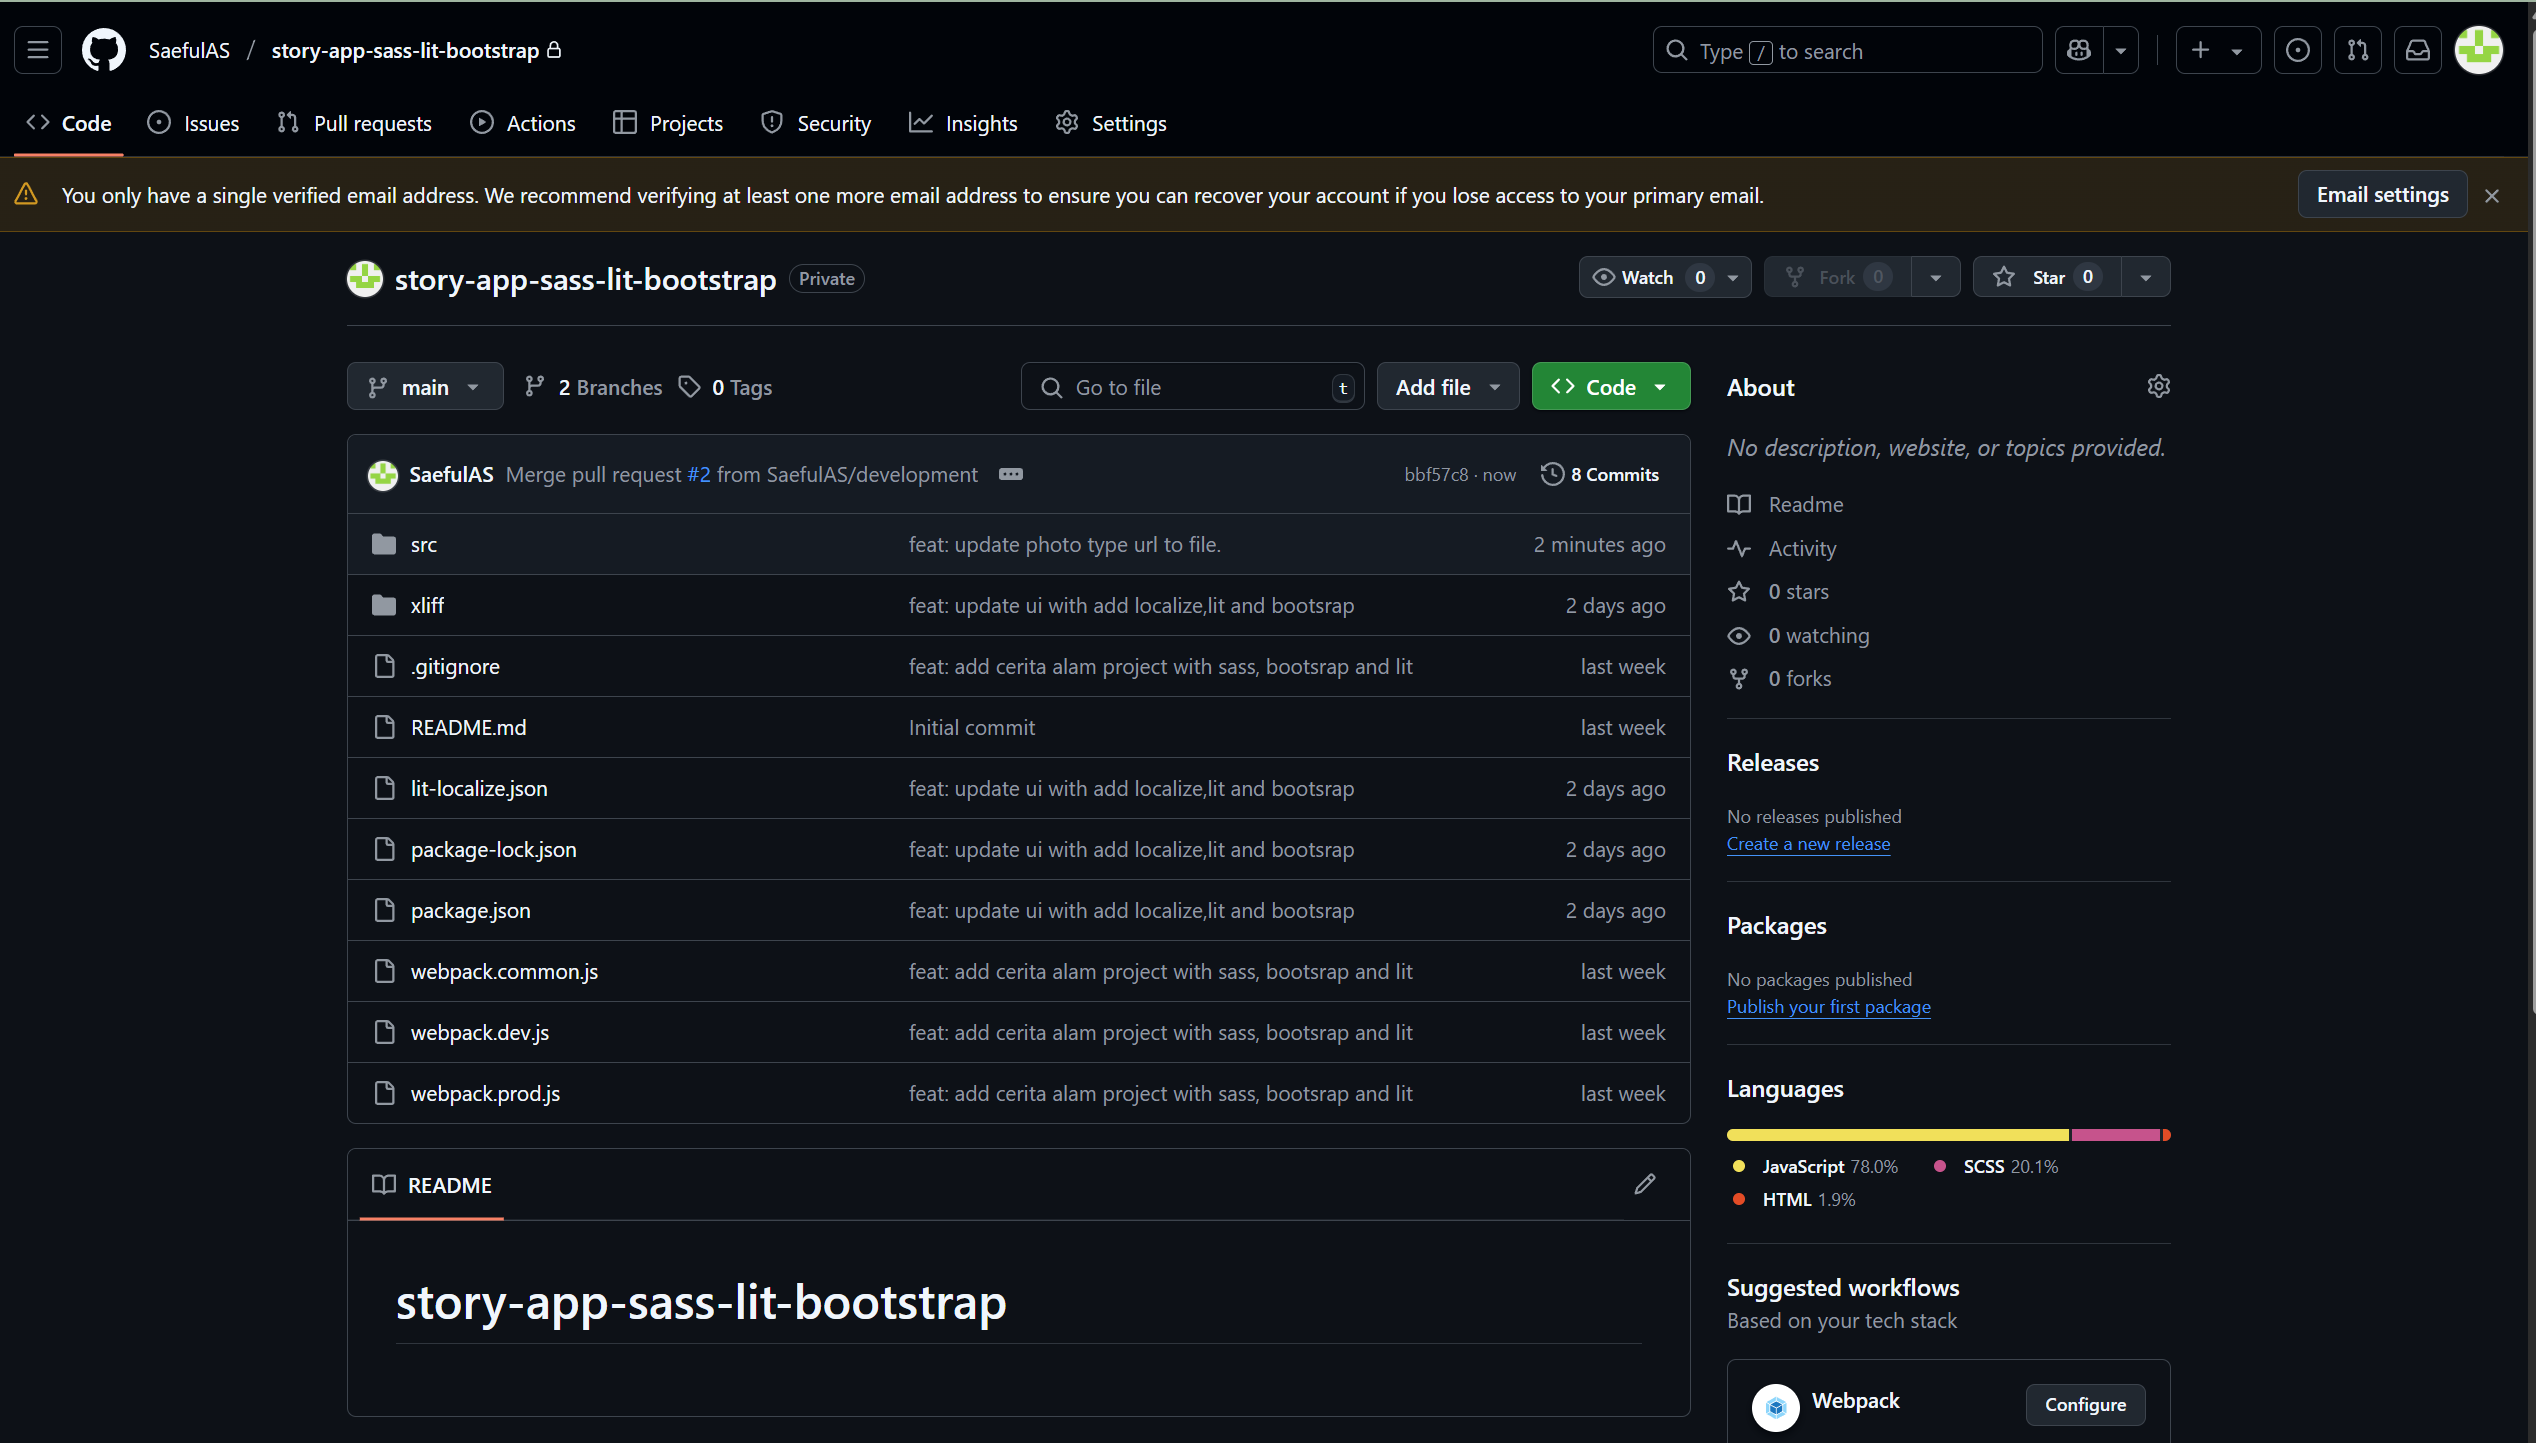 SaefulAS / story-app-sass-lit-bootstrap
Type / to search
Code Issues Pull requests Actions Projects Security Insights Settings
You only have a single verified email address. We recommend verifying at least one more email address to ensure you can recover your account if you lose access to your primary email.
Email settings
story-app-sass-lit-bootstrap Private
Watch 0 Fork 0 Star 0
main 2 Branches 0 Tags
Go to file t
Add file
Code
SaefulAS Merge pull request #2 from SaefulAS/development bbf57c8 · now 8 Commits
src feat: update photo type url to file. 2 minutes ago
xliff feat: update ui with add localize,lit and bootsrap 2 days ago
.gitignore feat: add cerita alam project with sass, bootsrap and lit last week
README.md Initial commit last week
lit-localize.json feat: update ui with add localize,lit and bootsrap 2 days ago
package-lock.json feat: update ui with add localize,lit and bootsrap 2 days ago
package.json feat: update ui with add localize,lit and bootsrap 2 days ago
webpack.common.js feat: add cerita alam project with sass, bootsrap and lit last week
webpack.dev.js feat: add cerita alam project with sass, bootsrap and lit last week
webpack.prod.js feat: add cerita alam project with sass, bootsrap and lit last week
README
story-app-sass-lit-bootstrap
About
No description, website, or topics provided.
Readme
Activity
0 stars
0 watching
0 forks
Releases
No releases published
Create a new release
Packages
No packages published
Publish your first package
Languages
JavaScript 78.0% SCSS 20.1%
HTML 1.9%
Suggested workflows
Based on your tech stack
Webpack Configure